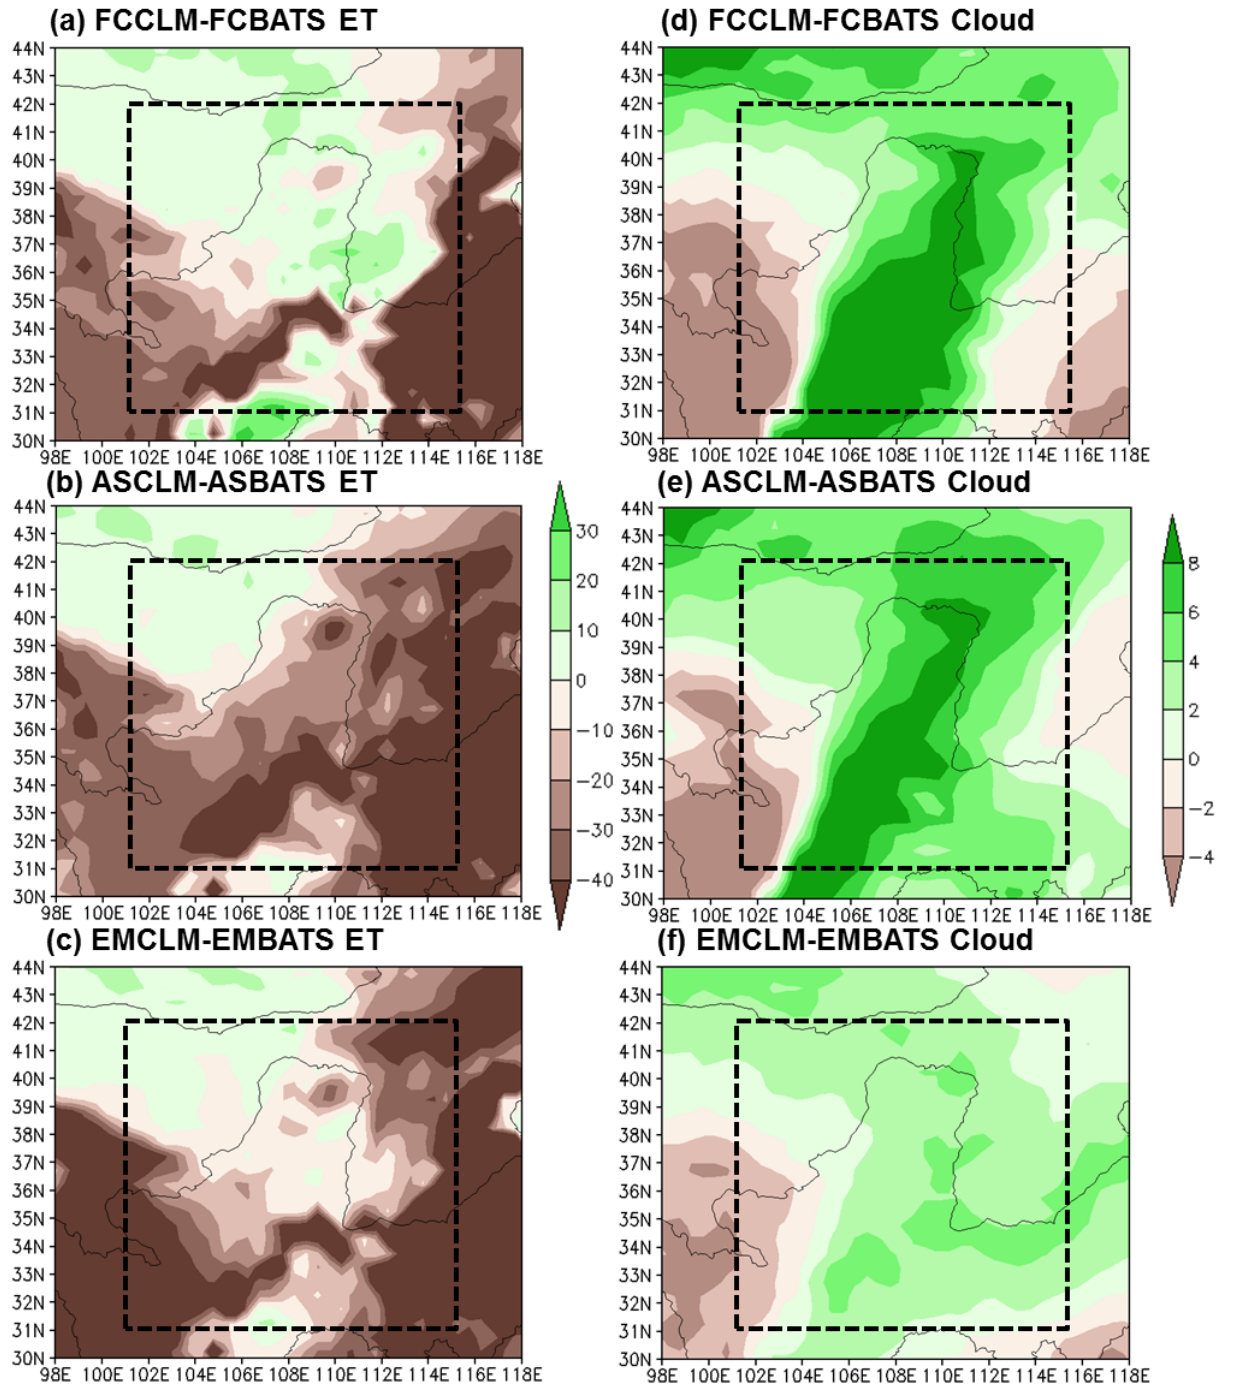 (a) FCCLM-FCBATS ET
44N
43N
42N
41N
40N
39N
38N
37N
36N
35N
34N
33N
32N
31N
30N
98E 100E 102E 104E 106E 108E 110E 112E 114E 116E 118E
(d) FCCLM-FCBATS Cloud
44N
43N
42N
41N
40N
39N
38N
37N
36N
35N
34N
33N
32N
31N
30N
98E 100E 102E 104E 106E 108E 110E 112E 114E 116E 118E
(b) ASCLM-ASBATS ET
44N
43N
42N
41N
40N
39N
38N
37N
36N
35N
34N
33N
32N
31N
30N
98E 100E 102E 104E 106E 108E 110E 112E 114E 116E 118E
30
20
10
0
−10
−20
−30
−40
(e) ASCLM-ASBATS Cloud
44N
43N
42N
41N
40N
39N
38N
37N
36N
35N
34N
33N
32N
31N
30N
98E 100E 102E 104E 106E 108E 110E 112E 114E 116E 118E
8
6
4
2
0
−2
−4
(c) EMCLM-EMBATS ET
44N
43N
42N
41N
40N
39N
38N
37N
36N
35N
34N
33N
32N
31N
30N
98E 100E 102E 104E 106E 108E 110E 112E 114E 116E 118E
(f) EMCLM-EMBATS Cloud
44N
43N
42N
41N
40N
39N
38N
37N
36N
35N
34N
33N
32N
31N
30N
98E 100E 102E 104E 106E 108E 110E 112E 114E 116E 118E